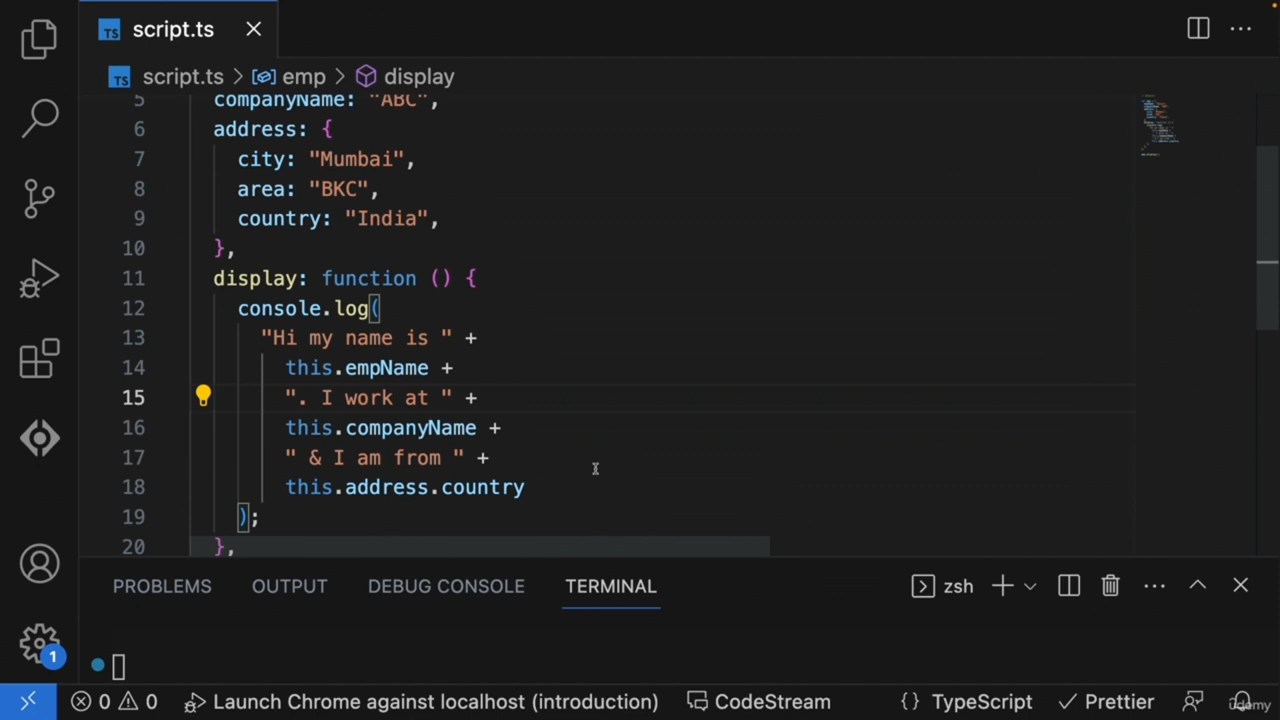 TS script.ts
TS script.ts > emp > display
5 companyName: "ABC",
6 address: {
7 city: "Mumbai",
8 area: "BKC",
9 country: "India",
10 },
11 display: function () {
12 console.log(
13 "Hi my name is " +
14 this.empName +
15 ". I work at " +
16 this.companyName +
17 " & I am from " +
18 this.address.country
19 );
20 },
PROBLEMS OUTPUT DEBUG CONSOLE TERMINAL zsh
1
0 0 Launch Chrome against localhost (introduction) CodeStream {} TypeScript Prettier
udemy